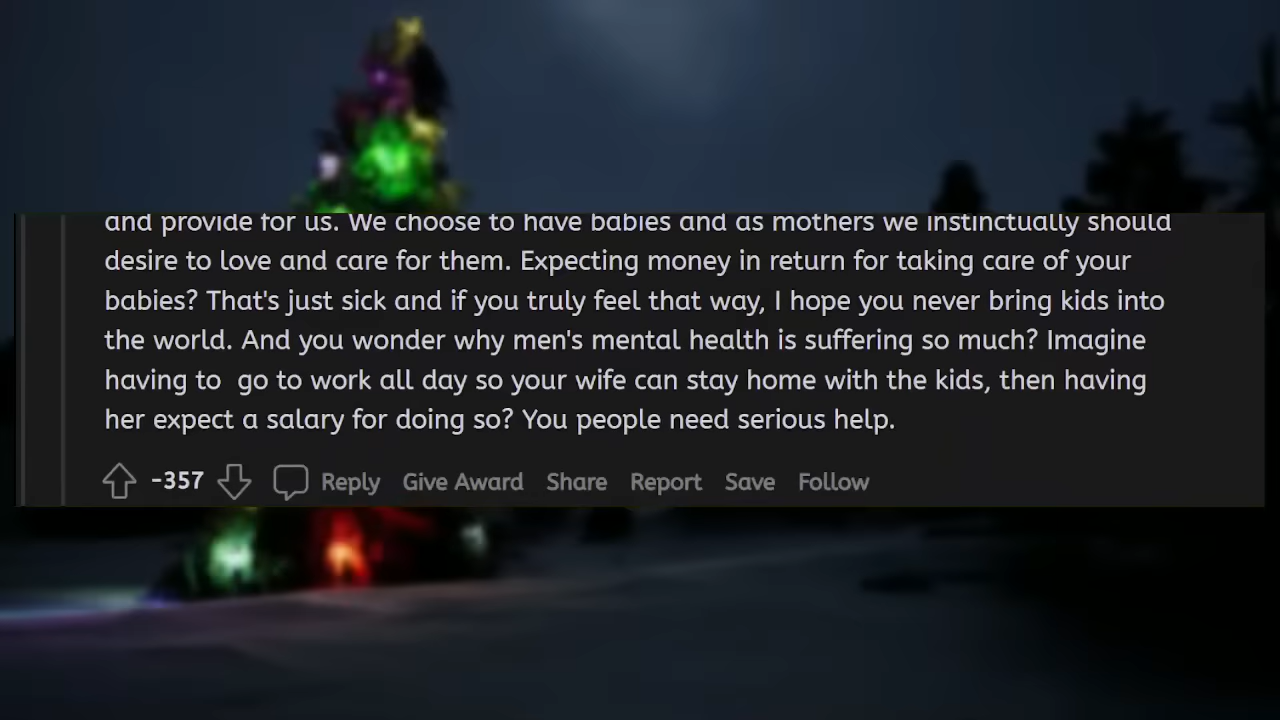 and provide for us. We choose to have babies and as mothers we instinctually should
desire to love and care for them. Expecting money in return for taking care of your
babies? That's just sick and if you truly feel that way, I hope you never bring kids into
the world. And you wonder why men's mental health is suffering so much? Imagine
having to  go to work all day so your wife can stay home with the kids, then having
her expect a salary for doing so? You people need serious help.
-357 Reply Give Award Share Report Save Follow